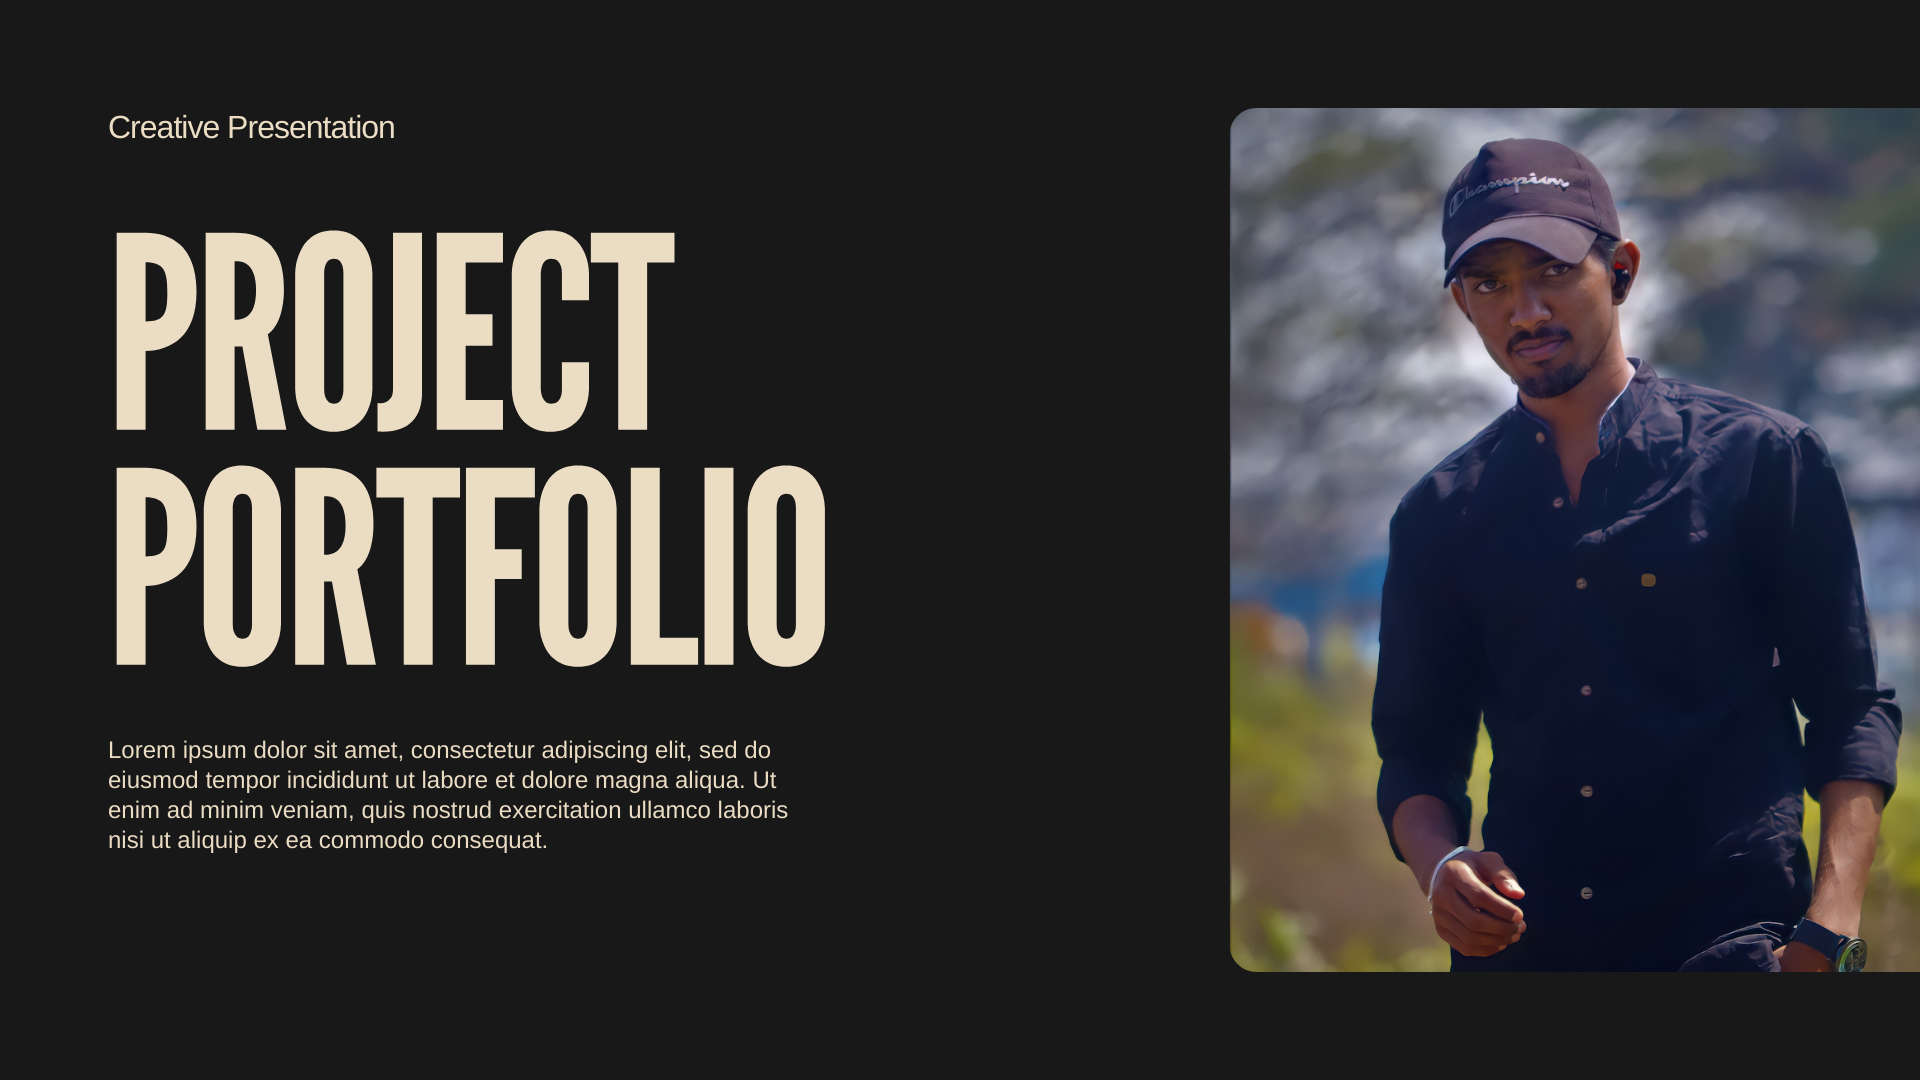 Creative Presentation
PROJECT
PORTFOLIO
Lorem ipsum dolor sit amet, consectetur adipiscing elit, sed do
eiusmod tempor incididunt ut labore et dolore magna aliqua. Ut
enim ad minim veniam, quis nostrud exercitation ullamco laboris
nisi ut aliquip ex ea commodo consequat.
Champion